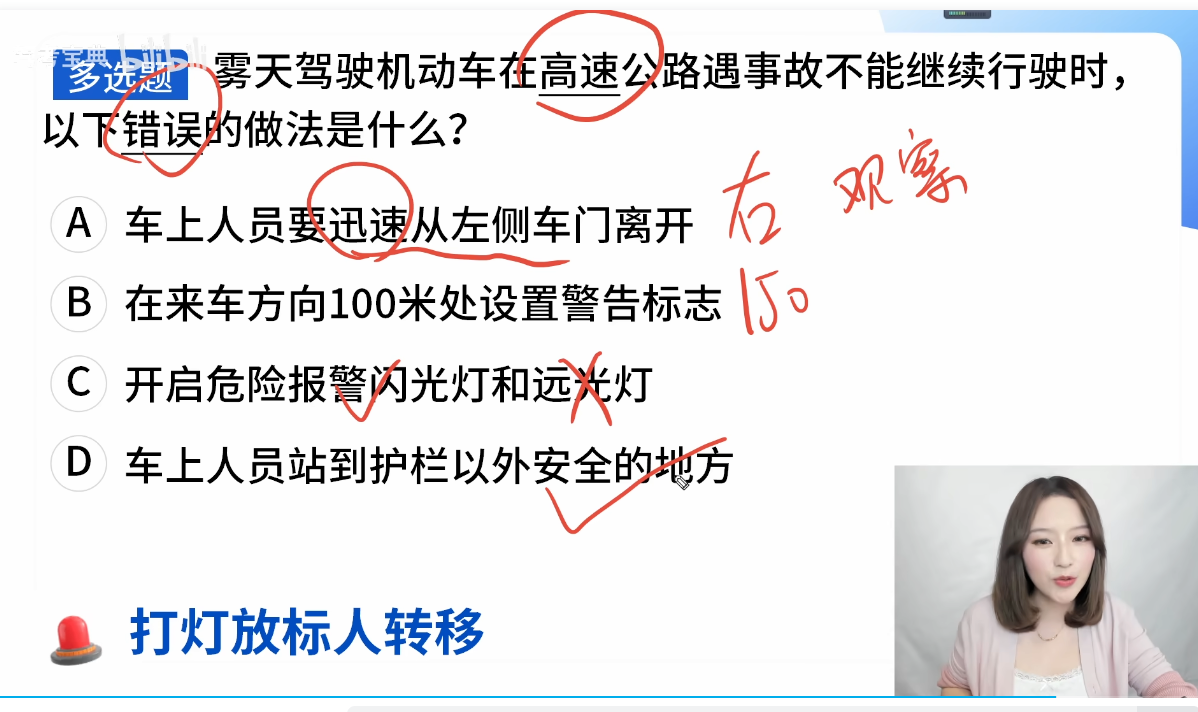 多选题 雾天驾驶机动车在高速公路遇事故不能继续行驶时，
以下错误的做法是什么？
A 车上人员要迅速从左侧车门离开 右 观察
B 在来车方向100米处设置警告标志 150
C 开启危险报警闪光灯和远光灯
D 车上人员站到护栏以外安全的地方
打灯放标人转移